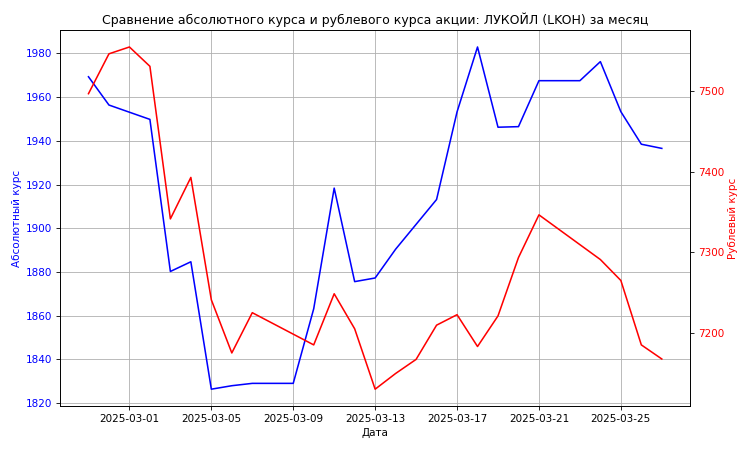 Сравнение абсолютного курса и рублевого курса акции: ЛУКОЙЛ (LKOH) за месяц
1980
1960
1940
1920
1900
1880
1860
1840
1820
Абсолютный курс
7500
7400
7300
7200
Рублевый курс
2025-03-01 2025-03-05 2025-03-09 2025-03-13 2025-03-17 2025-03-21 2025-03-25
Дата